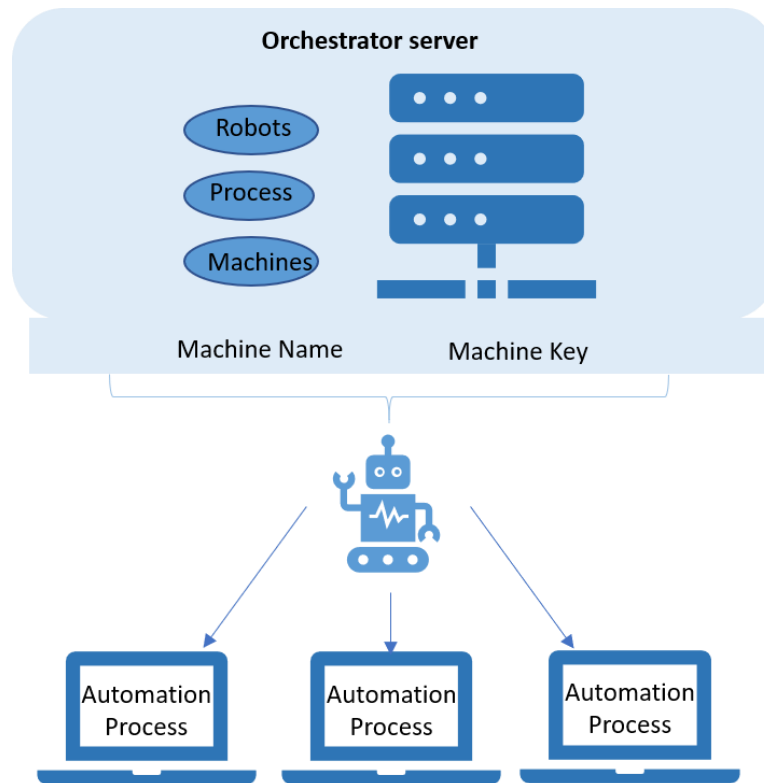 Orchestrator server
Robots
Process
Machines
Machine Name
Machine Key
Automation
Process
Automation
Process
Automation
Process